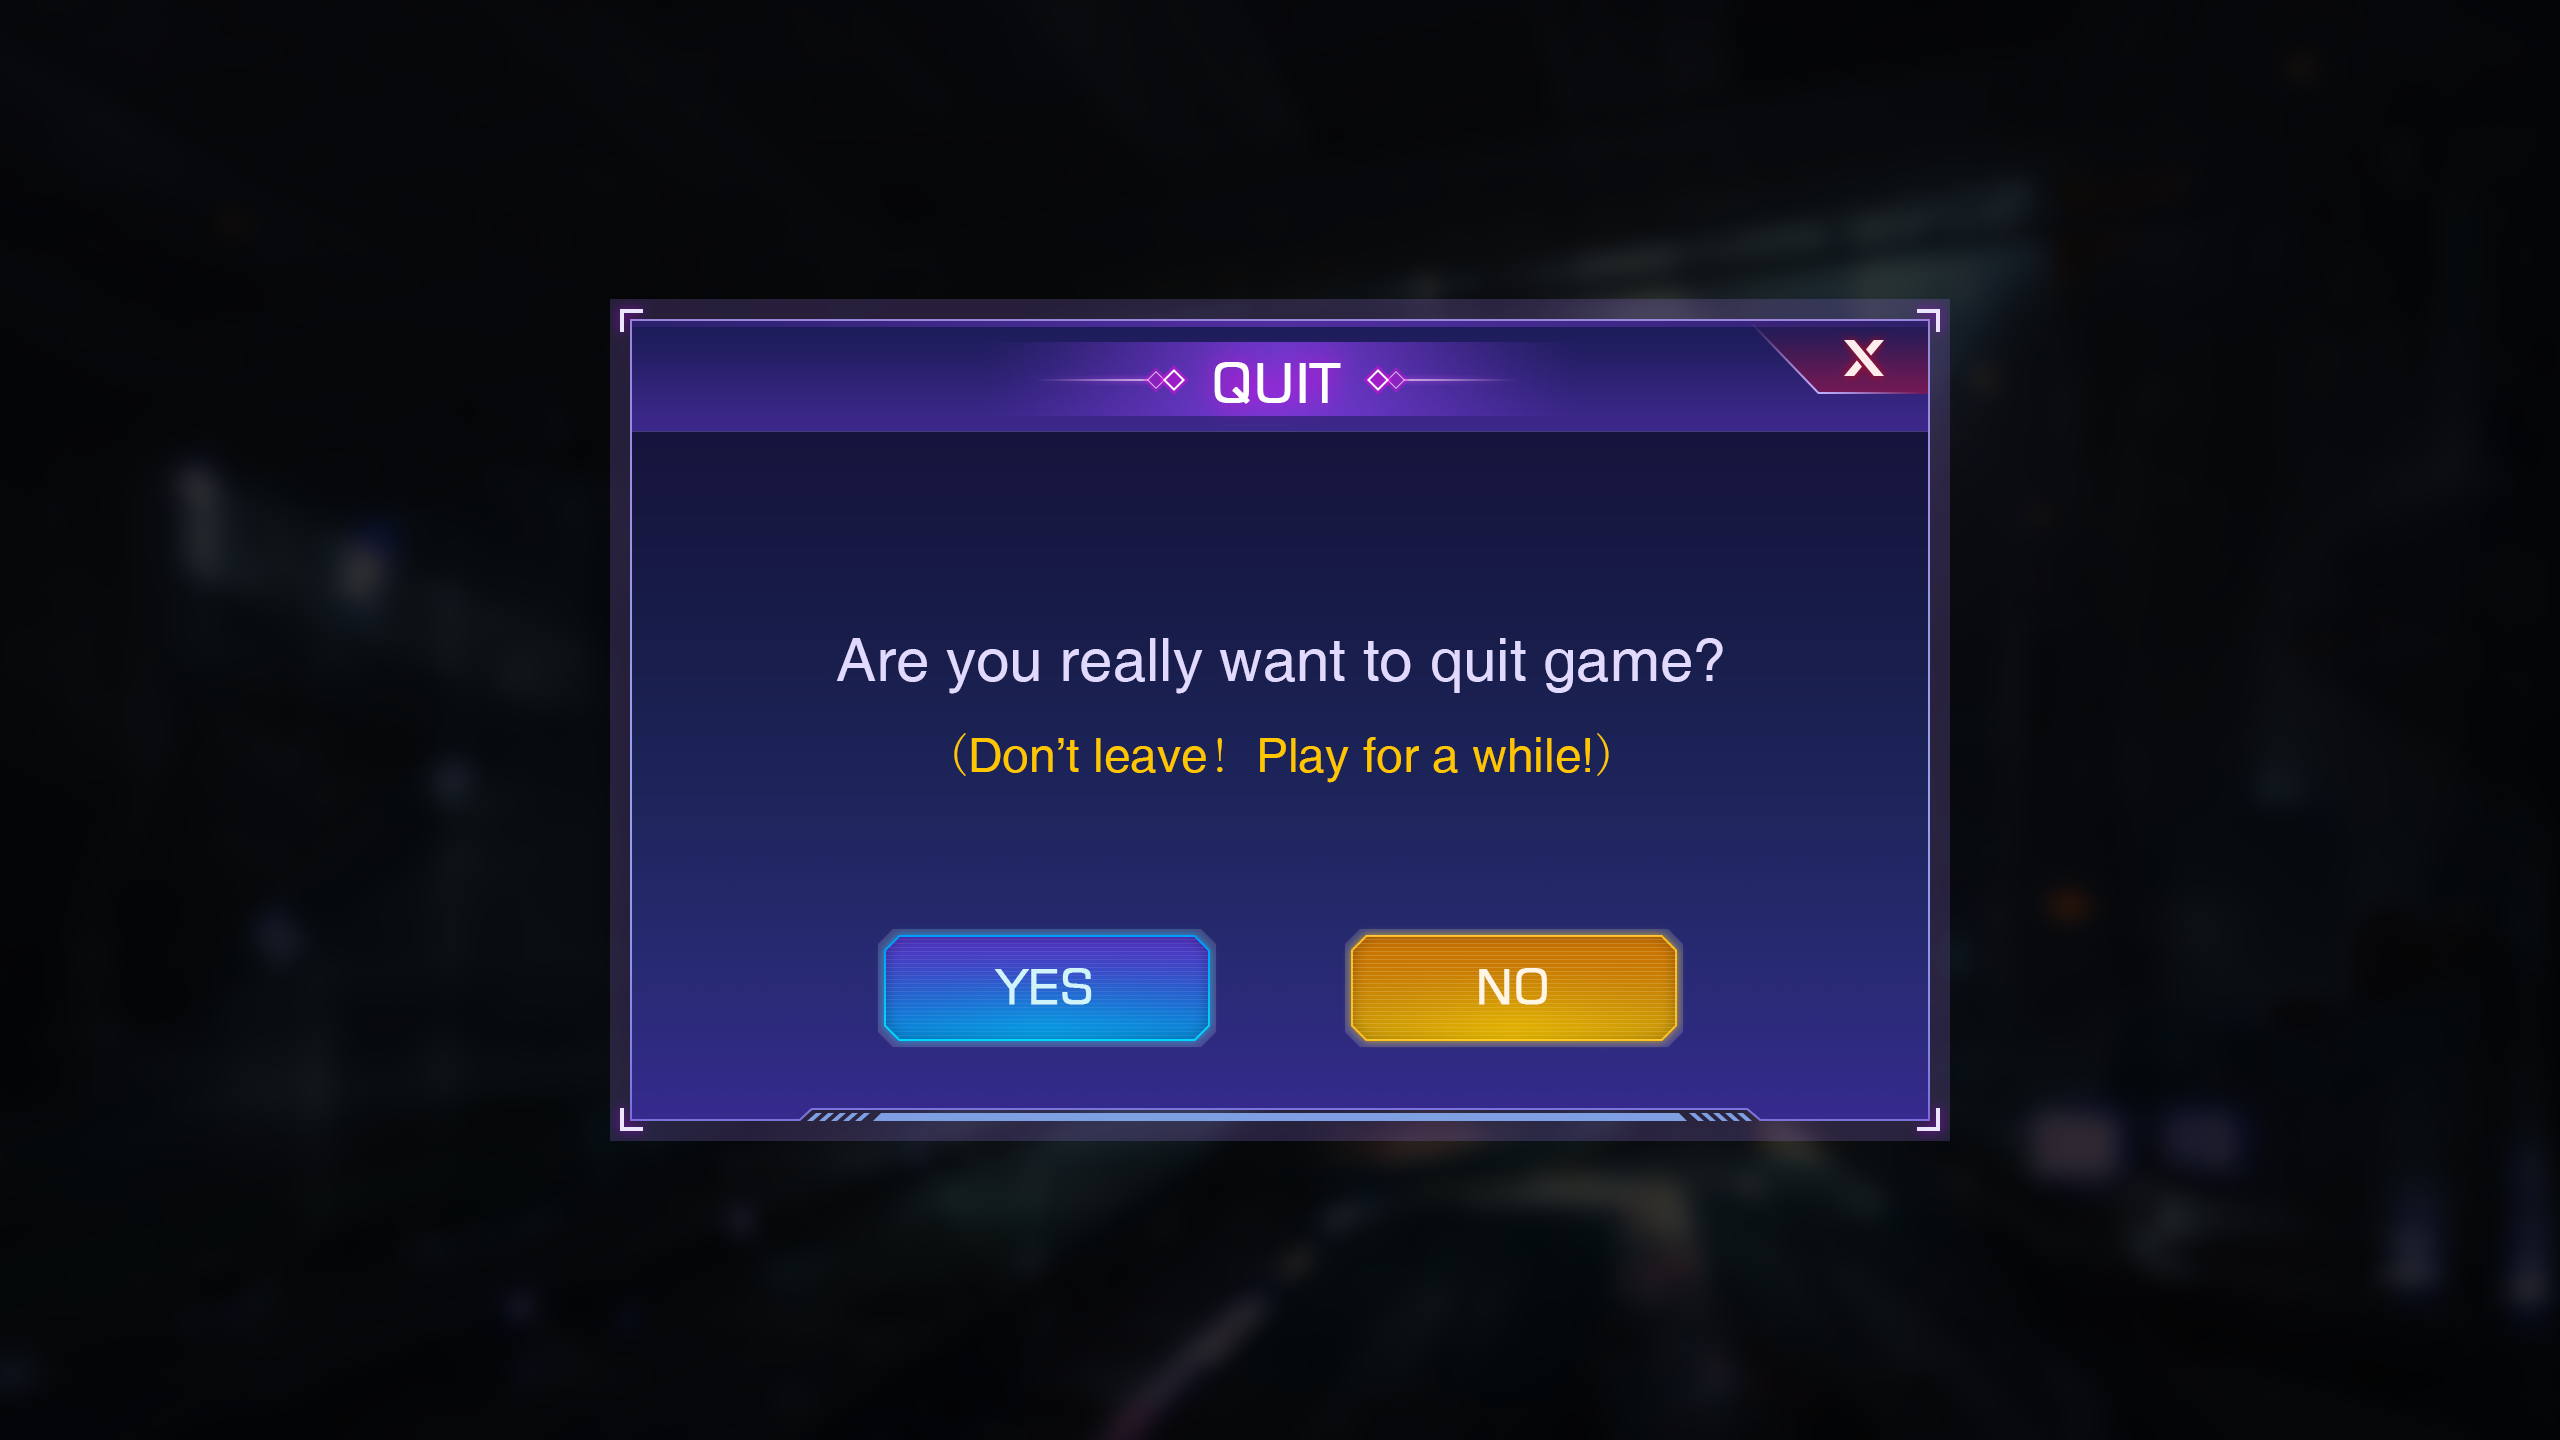 QUIT
X
Are you really want to quit game?
（Don’t leave！ Play for a while!）
YES
NO